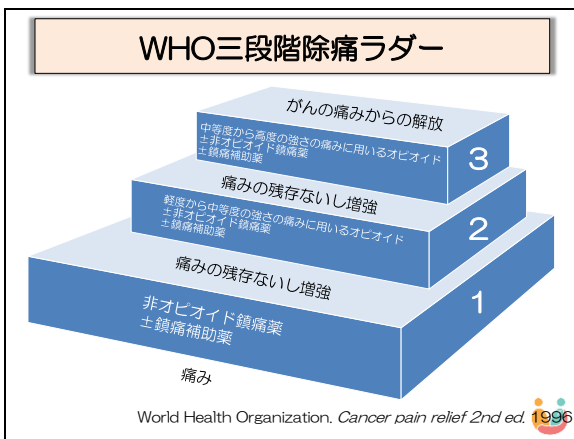 WHO三段階除痛ラダー
がんの痛みからの解放
中等度から高度の強さの痛みに用いるオピオイド
±非オピオイド鎮痛薬
±鎮痛補助薬
3
痛みの残存ないし増強
軽度から中等度の強さの痛みに用いるオピオイド
±非オピオイド鎮痛薬
±鎮痛補助薬
2
痛みの残存ないし増強
非オピオイド鎮痛薬
±鎮痛補助薬
1
痛み
World Health Organization. Cancer pain relief 2nd ed. 1996